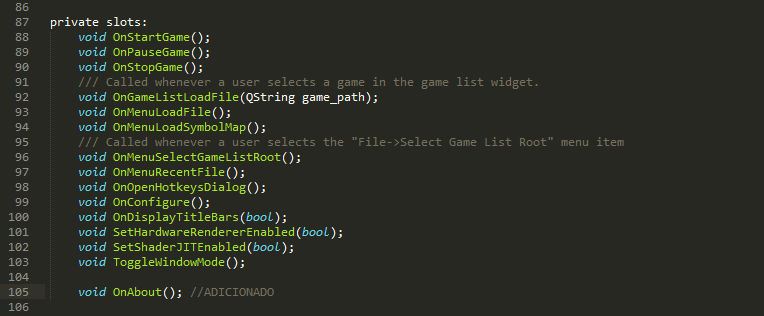 86
87 private slots:
88 void OnStartGame();
89 void OnPauseGame();
90 void OnStopGame();
91 /// Called whenever a user selects a game in the game list widget.
92 void OnGameListLoadFile(QString game_path);
93 void OnMenuLoadFile();
94 void OnMenuLoadSymbolMap();
95 /// Called whenever a user selects the "File->Select Game List Root" menu item
96 void OnMenuSelectGameListRoot();
97 void OnMenuRecentFile();
98 void OnOpenHotkeysDialog();
99 void OnConfigure();
100 void OnDisplayTitleBars(bool);
101 void SetHardwareRendererEnabled(bool);
102 void SetShaderJITEnabled(bool);
103 void ToggleWindowMode();
104
105 void OnAbout(); //ADICIONADO
106